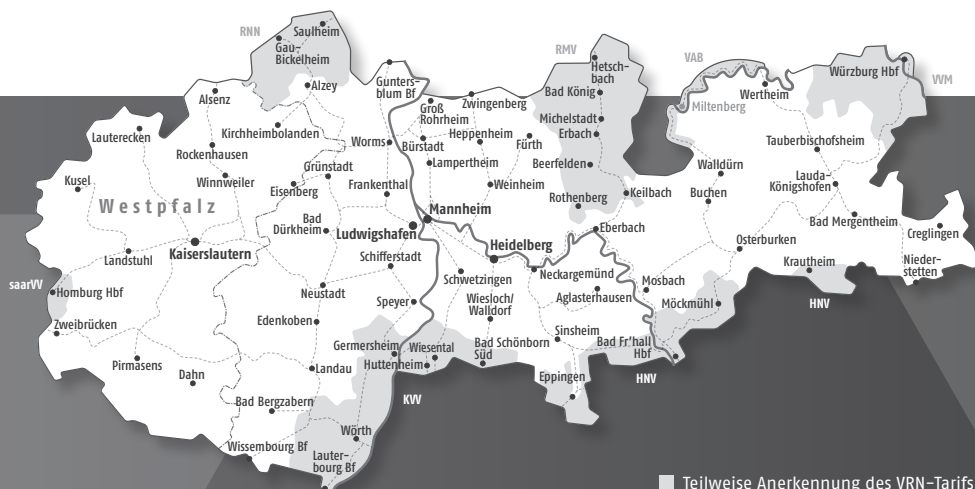 RNN
Saulheim
Gau-
Bickelheim
Alzey
Alsenz
Kirchheimbolanden
Lauterecken
Rockenhausen
Kusel
Winnweiler
Westpfalz
Kaiserslautern
Landstuhl
saarVV
Homburg Hbf
Zweibrücken
Pirmasens
Dahn
Gunters-
blum Bf
Worms
Grünstadt
Eisenberg
Frankenthal
Bad
Dürkheim
Ludwigshafen
Mannheim
Schifferstadt
Neustadt
Speyer
Edenkoben
Germersheim
Landau
Bad Bergzabern
Wörth
Wissembourg Bf
Lauter-
bourg Bf
KVV
Groß
Rohrheim
Zwingenberg
Bürstadt
Heppenheim
Fürth
Lampertheim
Weinheim
RMV
Hetsch-
bach
Bad König
Michelstadt
Erbach
Beerfelden
Rothenberg
Keilbach
Eberbach
Heidelberg
Neckargemünd
Schwetzingen
Wiesloch/
Walldorf
Aglasterhausen
Mosbach
Sinsheim
Wiesental
Huttenheim
Bad Schönborn
Süd
Bad Fr'hall
Hbf
Eppingen
HNV
Möckmühl
VAB
Miltenberg
Wertheim
Würzburg Hbf
VVM
Tauberbischofsheim
Walldürn
Buchen
Lauda-
Königshofen
Bad Mergentheim
Osterburken
Krautheim
HNV
Creglingen
Nieder-
stetten
Teilweise Anerkennung des VRN-Tarifs